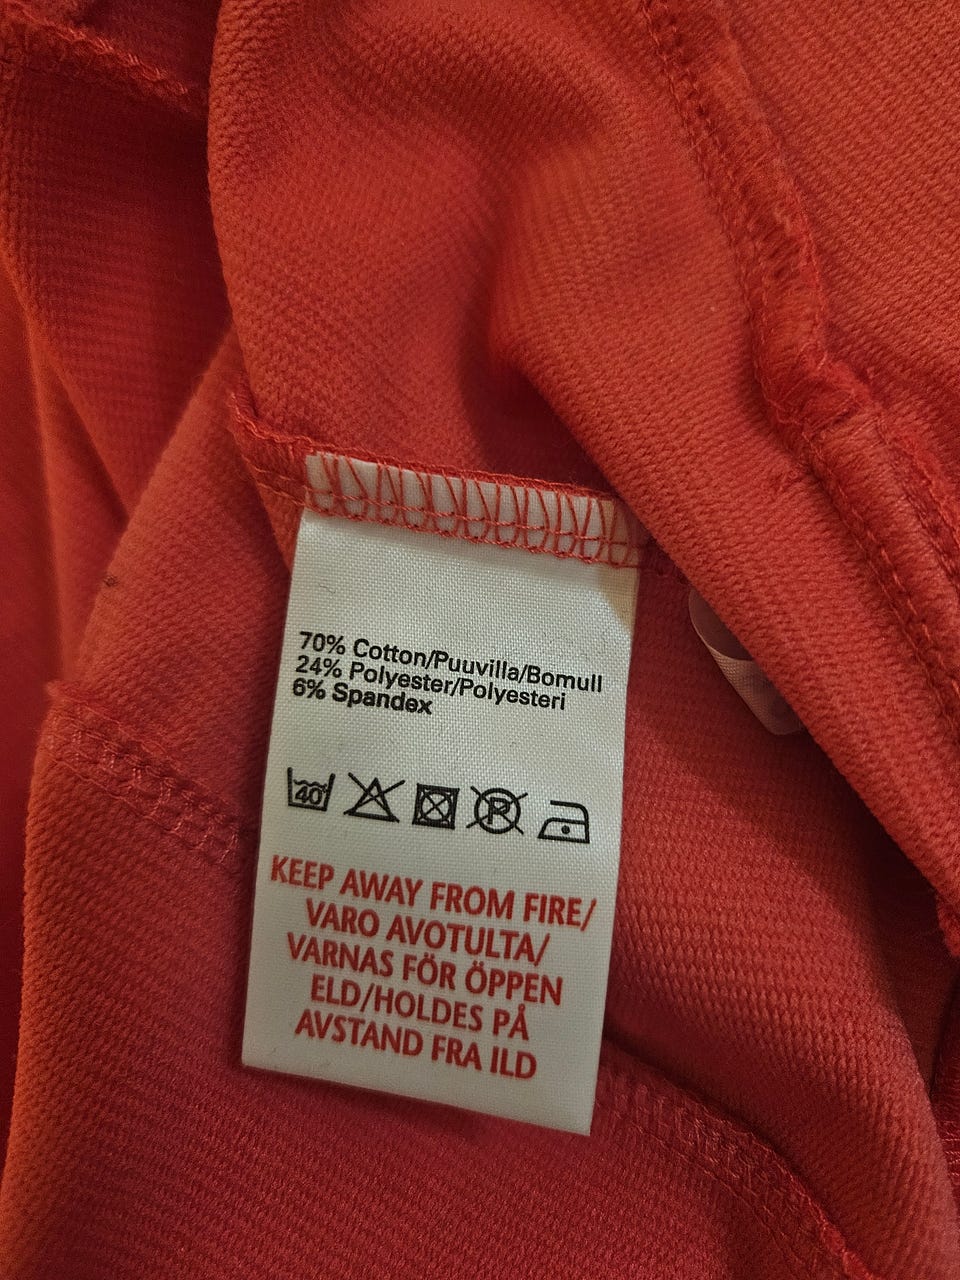 70% Cotton/Puuvilla/Bomull
24% Polyester/Polyesteri
6% Spandex
40 P
KEEP AWAY FROM FIRE/
VARO AVOTULTA/
VARNAS FÖR ÖPPEN
ELD/HOLDES PÅ
AVSTAND FRA ILD